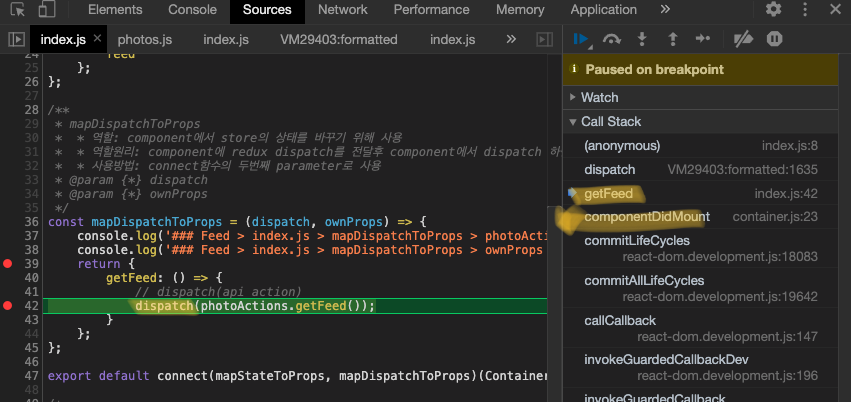 Elements Console Sources Network Performance Memory Application »
index.js × photos.js index.js VM29403:formatted index.js »
24 feed
25 };
26 };
28 /**
29 * mapDispatchToProps
30 * * 역할: component에서 store의 상태를 바꾸기 위해 사용
31 * * 역할원리: component에 redux dispatch를 전달후 component에서 dispatch 하
32 * * 사용방법: connect함수의 두번째 parameter로 사용
33 * @param {*} dispatch
34 * @param {*} ownProps
35 */
36 const mapDispatchToProps = (dispatch, ownProps) => {
37 console.log('### Feed > index.js > mapDispatchToProps > photoActi
38 console.log('### Feed > index.js > mapDispatchToProps > ownProps
39 return {
40 getFeed: () => {
41 // dispatch(api action)
42 dispatch(photoActions.getFeed());
43 }
44 };
45 };
46
47 export default connect(mapStateToProps, mapDispatchToProps)(Contain
Paused on breakpoint
Watch
Call Stack
(anonymous) index.js:8
dispatch VM29403:formatted:1635
getFeed index.js:42
componentDidMount container.js:23
commitLifeCycles
react-dom.development.js:18083
commitAllLifeCycles
react-dom.development.js:19642
callCallback
react-dom.development.js:147
invokeGuardedCallbackDev
react-dom.development.js:196
invokeGuardedCallback